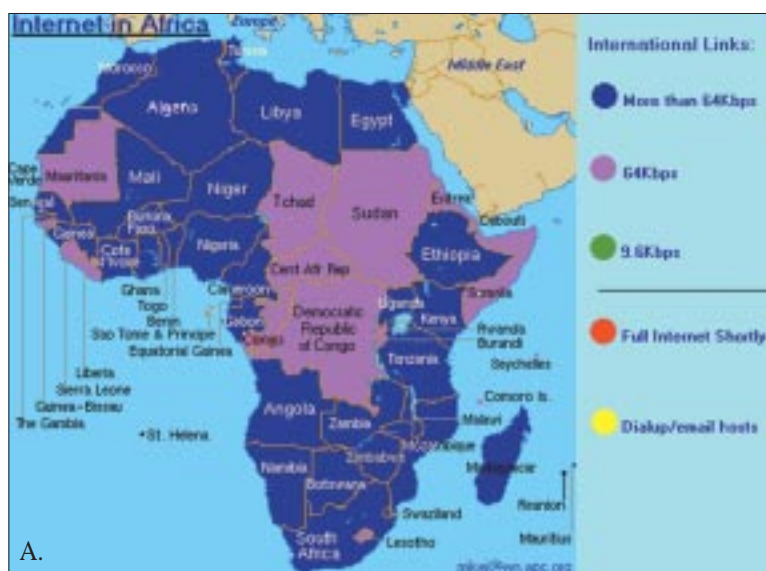 Internet in Africa
Europe
Middle East
Tunisia
Morocco
Algeria
Libya
Egypt
Cape
Verde
Mauritania
Mali
Niger
Tchad
Sudan
Eritrea
Senegal
Djibouti
Guinea
Burkina
Faso
Nigeria
Cote
d'Ivoire
Ethiopia
Cent Afr Rep
Ghana
Togo
Benin
Cameroon
Somalia
Uganda
Kenya
Sao Tome & Principe
Equatorial Guinea
Gabon
Congo
Democratic
Republic
of Congo
Rwanda
Burundi
Tanzania
Seychelles
Liberia
Sierra Leone
Guinea-Bissau
The Gambia
Comoro Is.
Angola
Zambia
Malawi
St. Helena
Mozambique
Zimbabwe
Madagascar
Namibia
Botswana
Reunion
Swaziland
South
Africa
Lesotho
Mauritius
A.
International Links:
More than 64Kbps
64Kbps
9.6Kbps
Full Internet Shortly
Dialup/email hosts